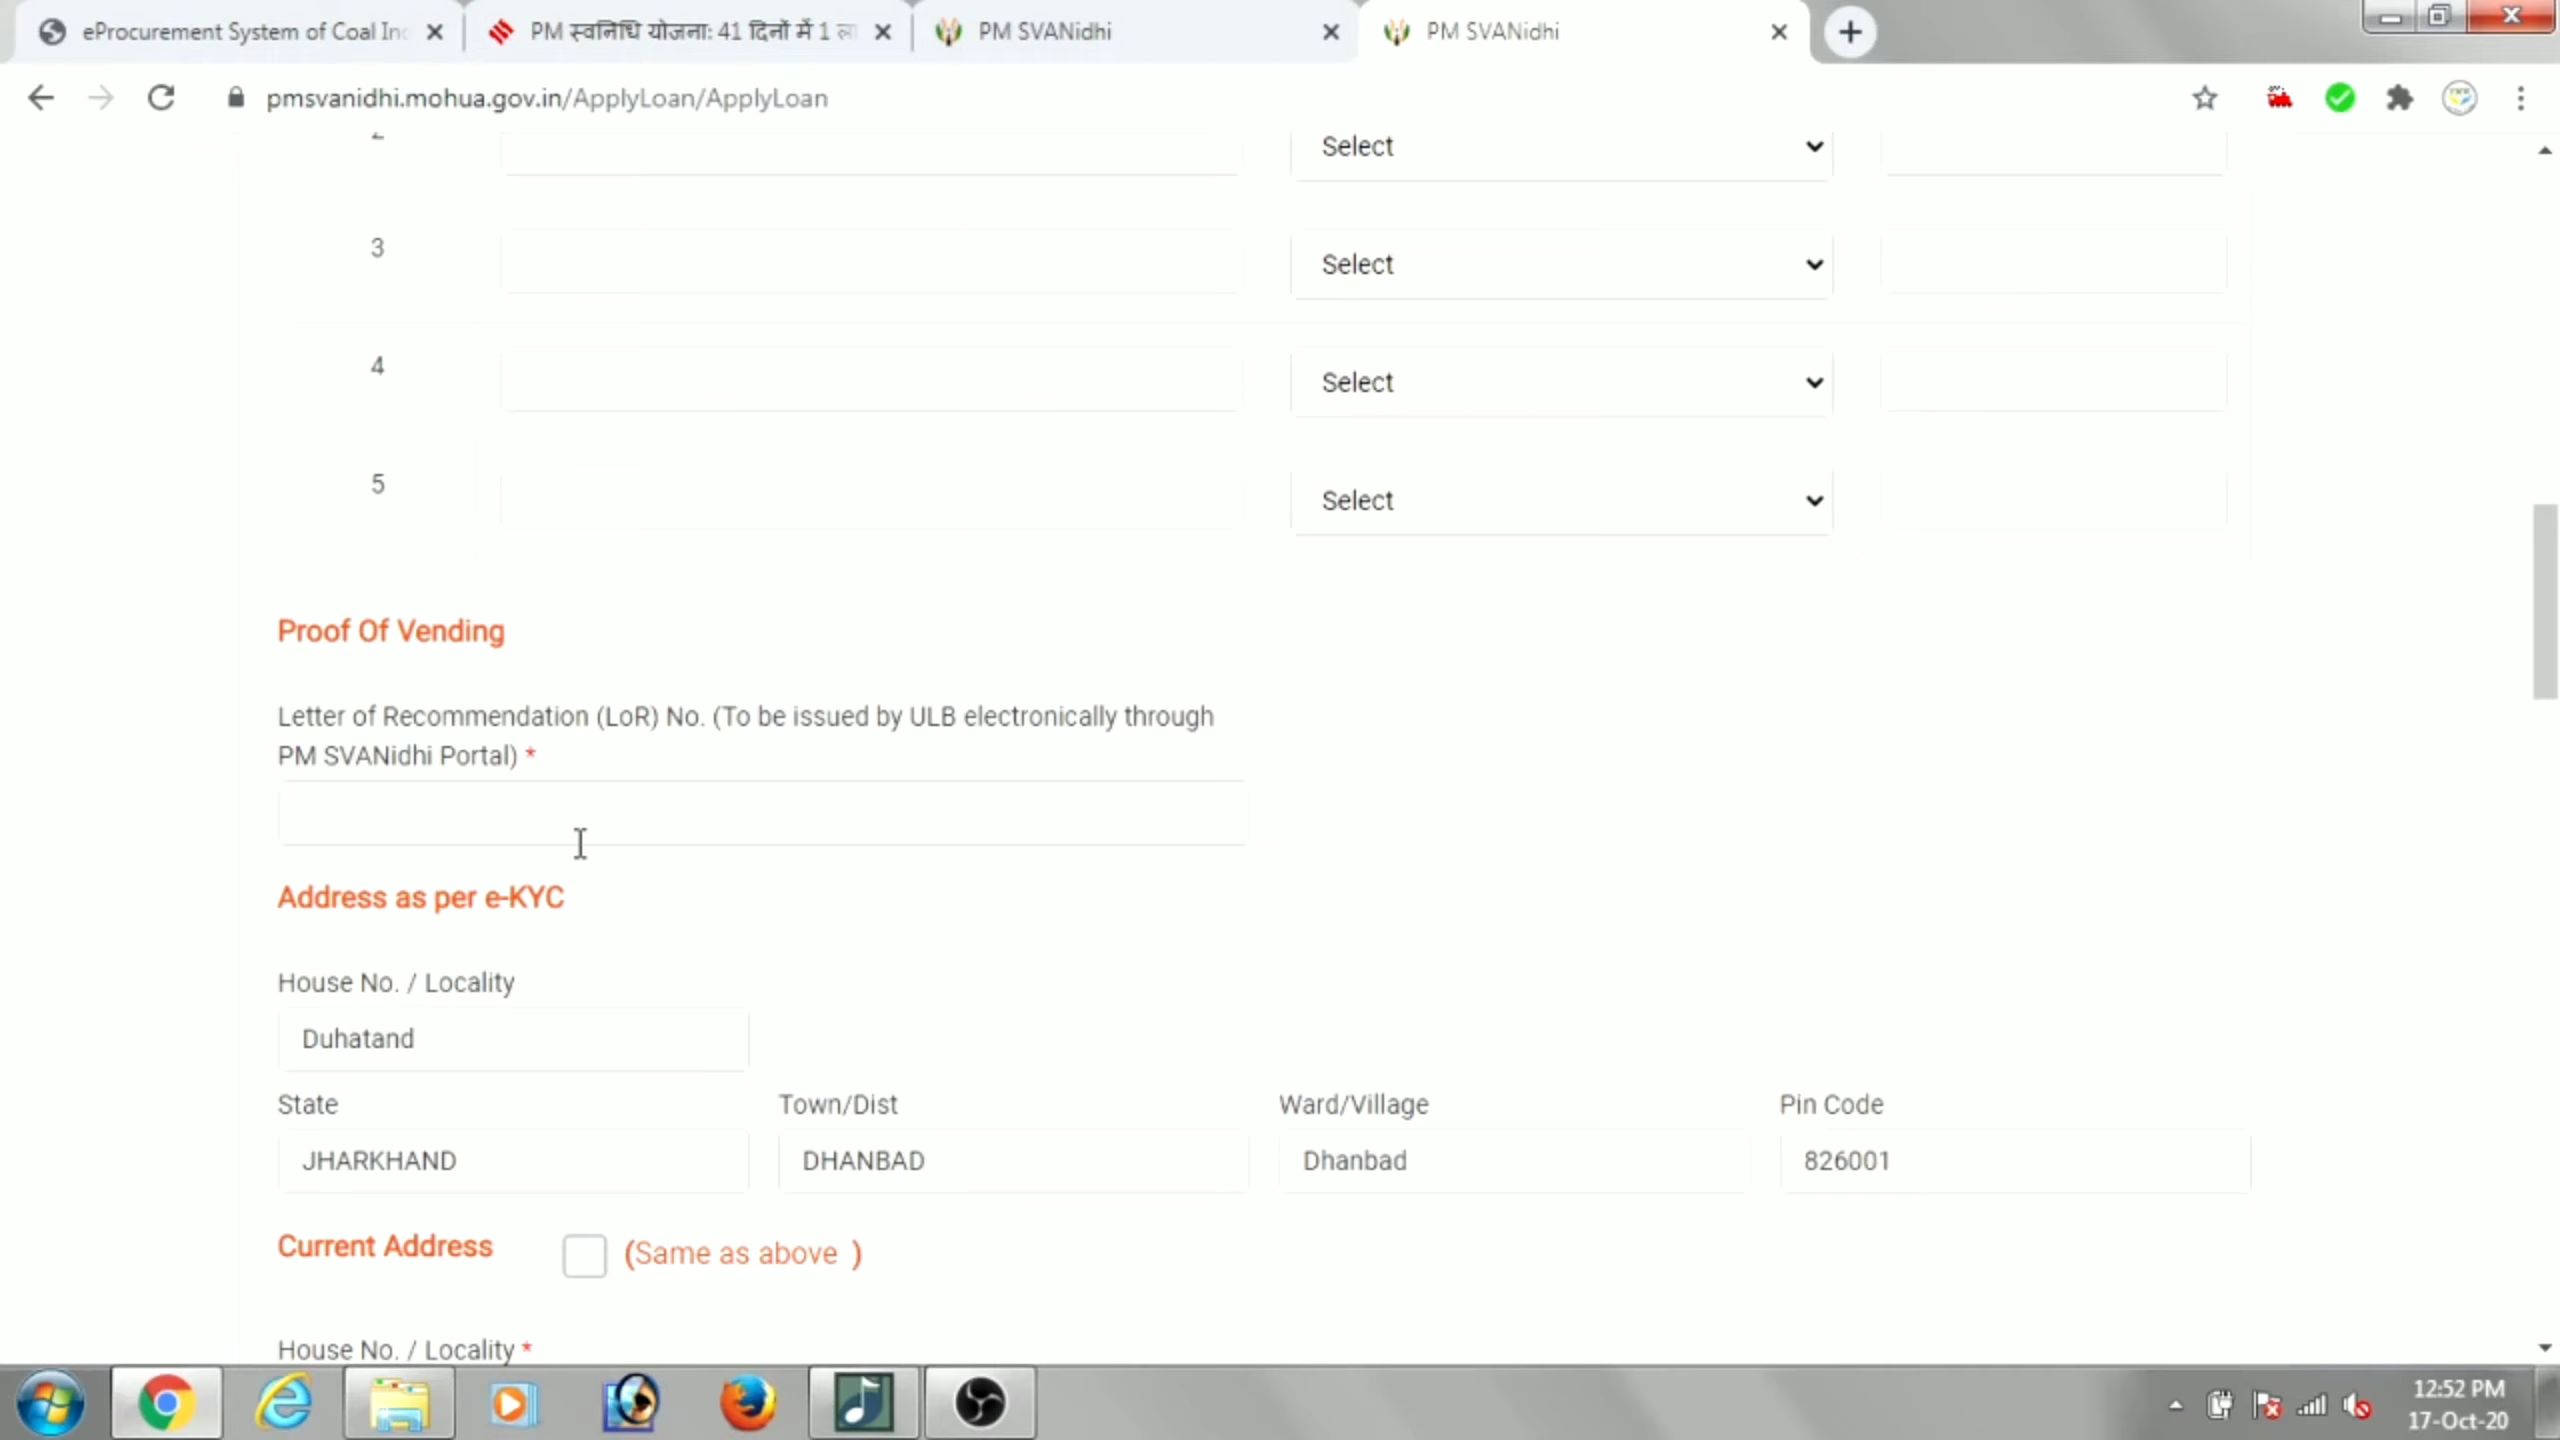 eProcurement System of Coal In
PM स्वनिधि योजना: 41 दिनों में 1 ला
PM SVANidhi
PM SVANidhi
pmsvanidhi.mohua.gov.in/ApplyLoan/ApplyLoan
2
Select
3
Select
4
Select
5
Select
Proof Of Vending
Letter of Recommendation (LoR) No. (To be issued by ULB electronically through
PM SVANidhi Portal) *
Address as per e-KYC
House No. / Locality
Duhatand
State
Town/Dist
Ward/Village
Pin Code
JHARKHAND
DHANBAD
Dhanbad
826001
Current Address
(Same as above )
House No. / Locality *
12:52 PM
17-Oct-20